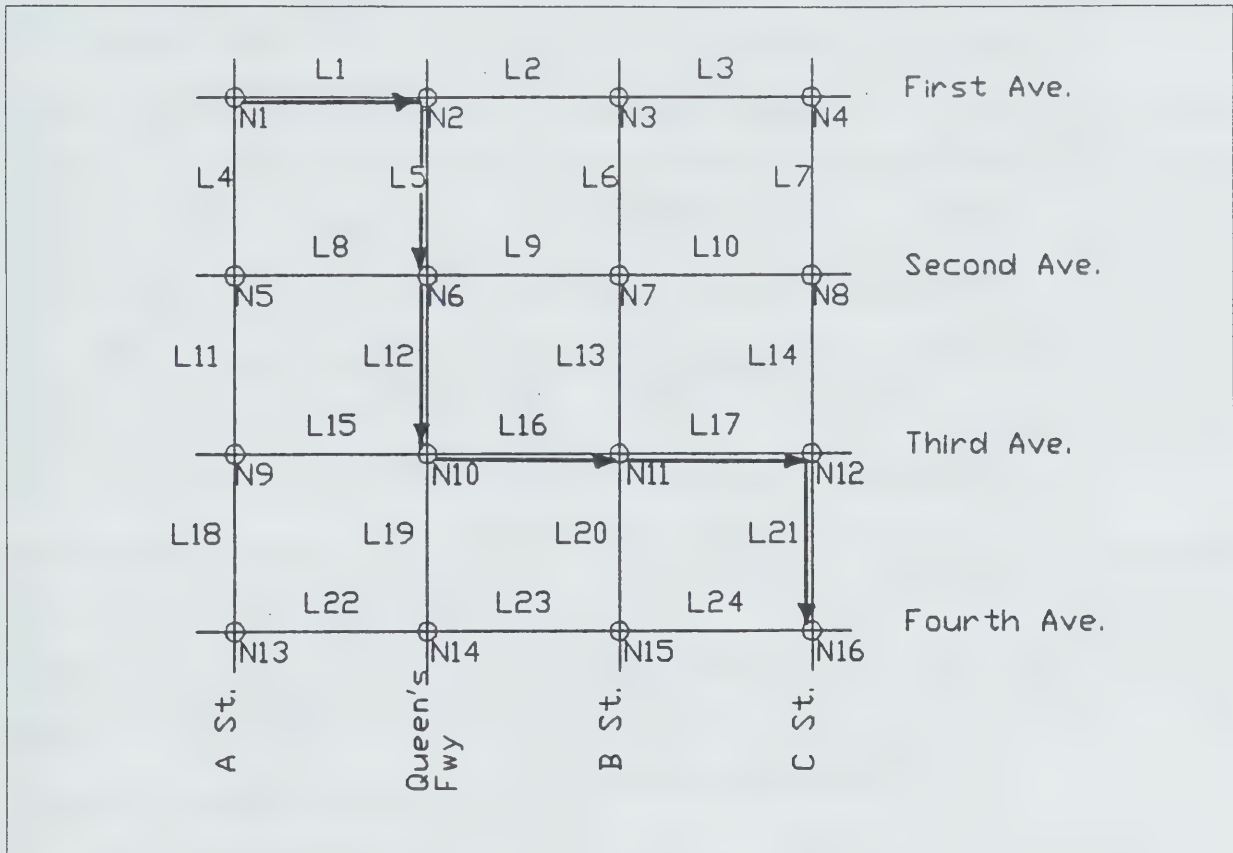 L1 L2 L3 First Ave.
N1 N2 N3 N4
L4 L5 L6 L7
L8 L9 L10 Second Ave.
N5 N6 N7 N8
L11 L12 L13 L14
L15 L16 L17 Third Ave.
N9 N10 N11 N12
L18 L19 L20 L21
L22 L23 L24 Fourth Ave.
N13 N14 N15 N16
A St.
Queen's
Fwy
B St.
C St.